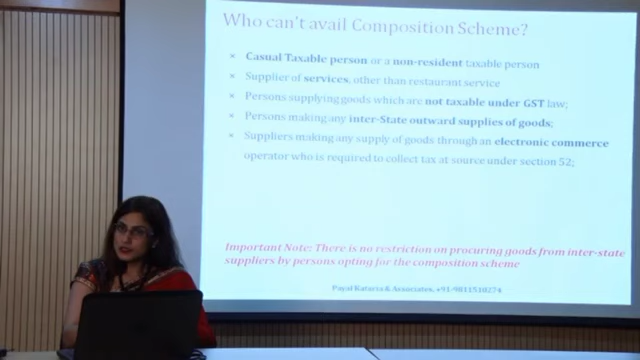 Who can't avail Composition Scheme?
× Casual Taxable person or a non-resident taxable person
× Supplier of services, other than restaurant service
× Persons supplying goods which are not taxable under GST law;
× Persons making any inter-State outward supplies of goods;
× Suppliers making any supply of goods through an electronic commerce
operator who is required to collect tax at source under section 52;
Important Note: There is no restriction on procuring goods from inter-state
suppliers by persons opting for the composition scheme
Payal Kataria & Associates, +91-9811510274